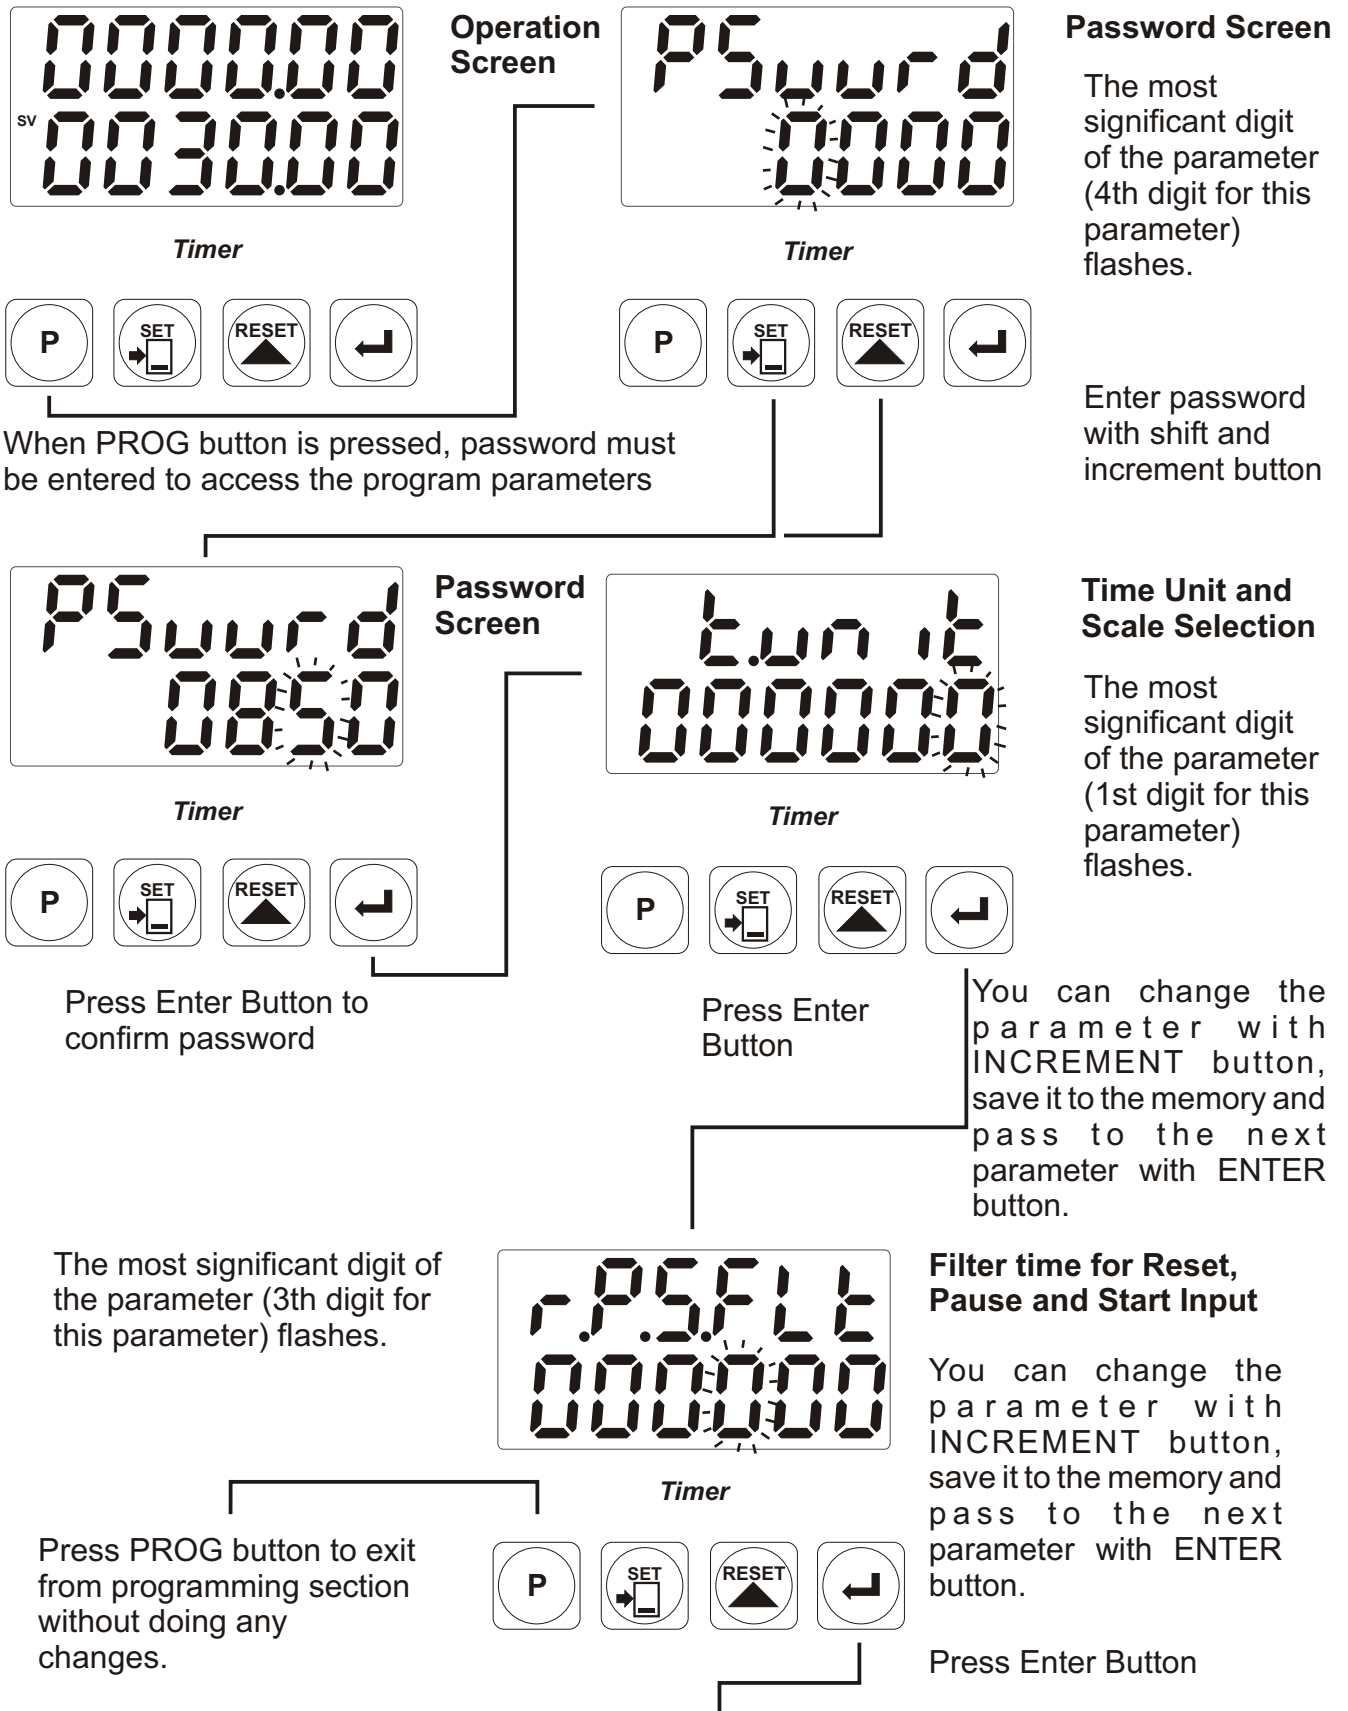 000000.00
Operation
Screen
SV
003000.00
Timer
P
SET
RESET
When PROG button is pressed, password must
be entered to access the program parameters
PSuurd
0000
Timer
P
SET
RESET
Password Screen
The most
significant digit
of the parameter
(4th digit for this
parameter)
flashes.
Enter password
with shift and
increment button
PSuurd
0850
Password
Screen
Timer
P
SET
RESET
Press Enter Button to
confirm password
t.unit
000000
Timer
P
SET
RESET
Press Enter
Button
Time Unit and
Scale Selection
The most
significant digit
of the parameter
(1st digit for this
parameter)
flashes.
You can change the
parameter with
INCREMENT button,
save it to the memory and
pass to the next
parameter with ENTER
button.
The most significant digit of
the parameter (3th digit for
this parameter) flashes.
r.P.S.FLt
000000
Timer
P
SET
RESET
Press PROG button to exit
from programming section
without doing any
changes.
Filter time for Reset,
Pause and Start Input
You can change the
parameter with
INCREMENT button,
save it to the memory and
pass to the next
parameter with ENTER
button.
Press Enter Button